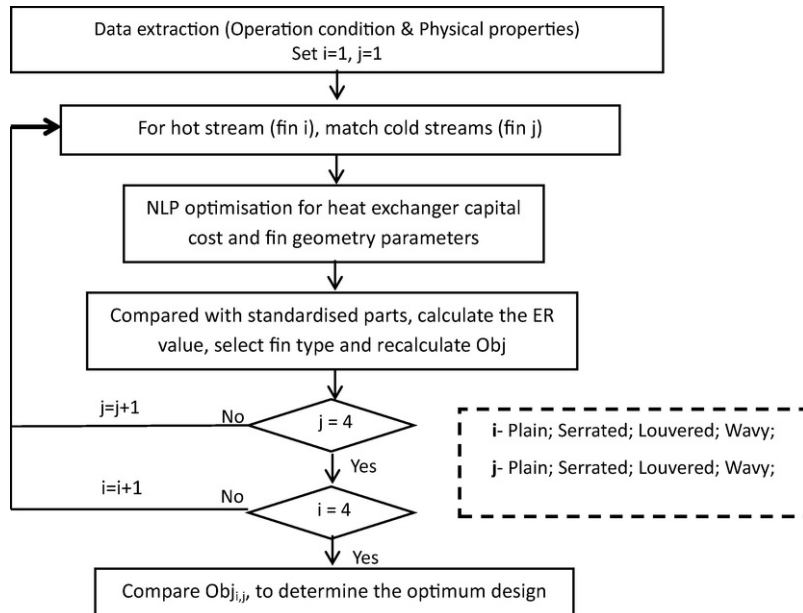 Data extraction (Operation condition & Physical properties)
Set i=1, j=1
For hot stream (fin i), match cold streams (fin j)
NLP optimisation for heat exchanger capital
cost and fin geometry parameters
Compared with standardised parts, calculate the ER
value, select fin type and recalculate Obj
j=j+1
No
j = 4
Yes
i=i+1
No
i = 4
Yes
Compare Obji,j, to determine the optimum design
i- Plain; Serrated; Louvered; Wavy;
j- Plain; Serrated; Louvered; Wavy;